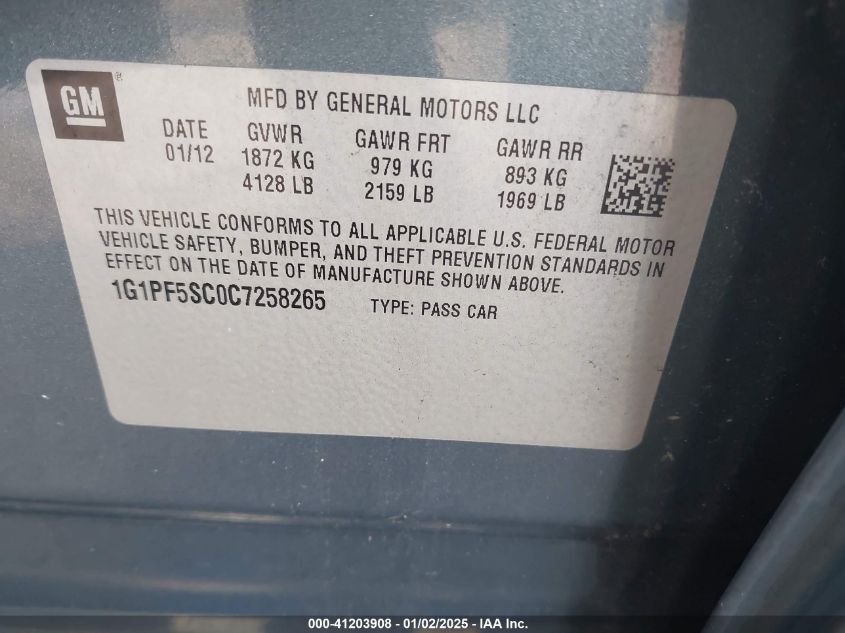 GM ®
MFD BY GENERAL MOTORS LLC
DATE GVWR GAWR FRT GAWR RR
01/12 1872 KG 979 KG 893 KG
4128 LB 2159 LB 1969 LB
THIS VEHICLE CONFORMS TO ALL APPLICABLE U.S. FEDERAL MOTOR
VEHICLE SAFETY, BUMPER, AND THEFT PREVENTION STANDARDS IN
EFFECT ON THE DATE OF MANUFACTURE SHOWN ABOVE.
1G1PF5SC0C7258265 TYPE: PASS CAR
000-41203908 - 01/02/2025 - IAA Inc.